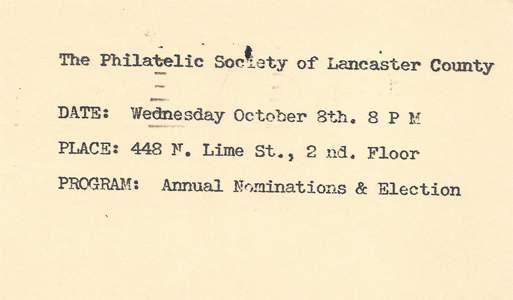 The Philatelic Society of Lancaster County
DATE: Wednesday October 8th. 8 P M
PLACE: 448 N. Lime St., 2 nd. Floor
PROGRAM: Annual Nominations & Election